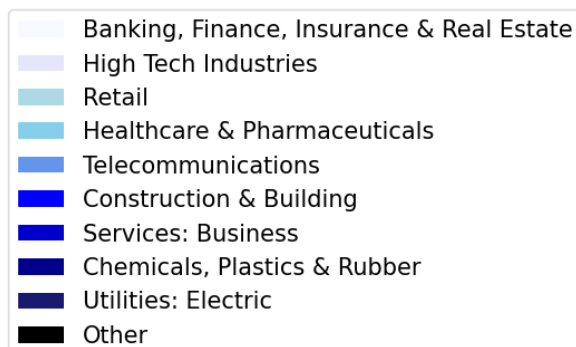 Banking, Finance, Insurance & Real Estate
High Tech Industries
Retail
Healthcare & Pharmaceuticals
Telecommunications
Construction & Building
Services: Business
Chemicals, Plastics & Rubber
Utilities: Electric
Other